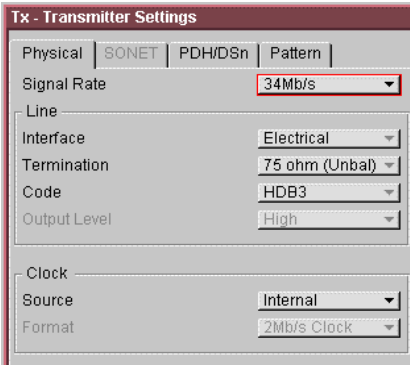 Tx - Transmitter Settings
Physical SONET PDH/DSn Pattern
Signal Rate 34Mb/s
Line
Interface Electrical
Termination 75 ohm (Unbal)
Code HDB3
Output Level High
Clock
Source Internal
Format 2Mb/s Clock